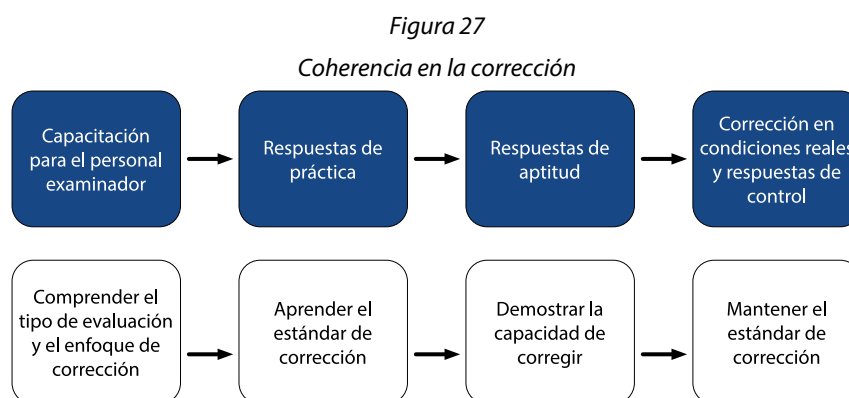 Figura 27
Coherencia en la corrección
Capacitación
para el personal
examinador
Respuestas de
práctica
Respuestas de
aptitud
Corrección en
condiciones reales
y respuestas de
control
Comprender el
tipo de evaluación
y el enfoque de
corrección
Aprender el
estándar de
corrección
Demostrar la
capacidad de
corregir
Mantener el
estándar de
corrección